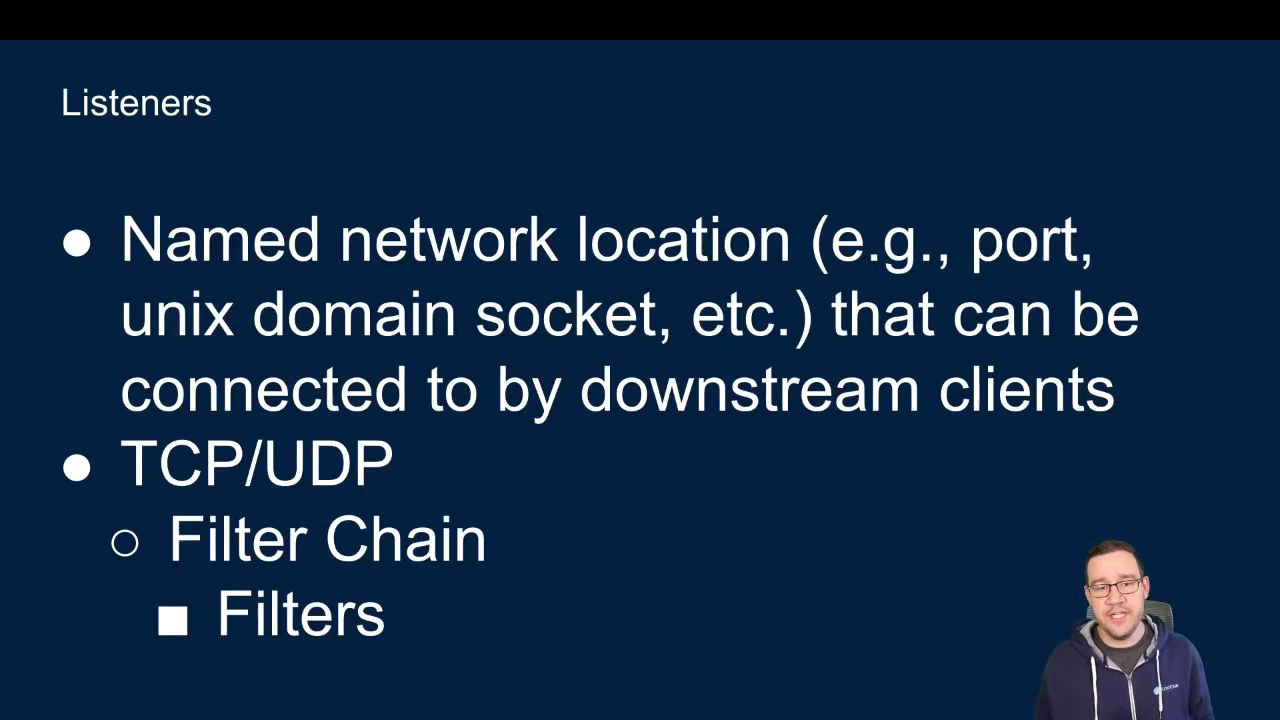 Listeners
● Named network location (e.g., port,
unix domain socket, etc.) that can be
connected to by downstream clients
● TCP/UDP
○ Filter Chain
■ Filters